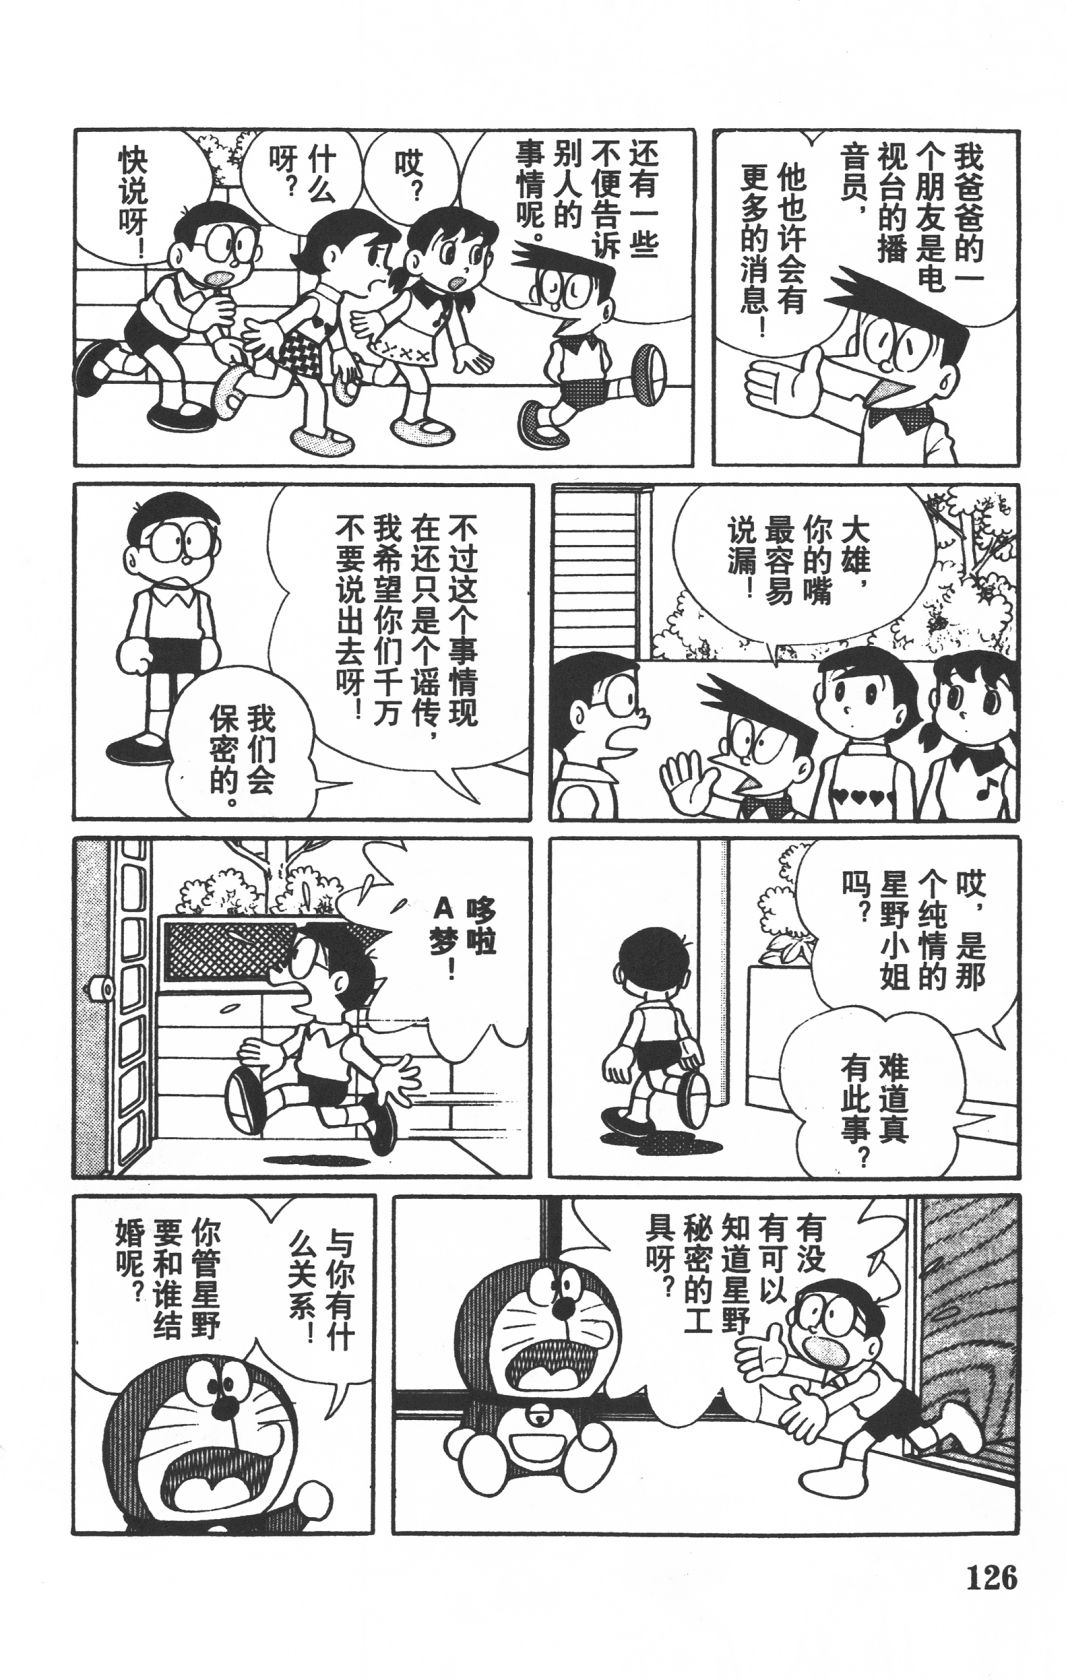 我爸爸的一
个朋友是电
视台的播
音员，
他也许会有
更多的消息！
还有一些
不便告诉
别人的
事情呢。
哎？
什么
呀？
快说呀！
大雄，
你的嘴
最容易
说漏！
不过这个事情现
在还只是个谣传，
我希望你们千万
不要说出去呀！
我们会
保密的。
哎，是那
个纯情的
星野小姐
吗？
难道真
有此事？
哆啦
A梦！
有没
有可以
知道星野
秘密的工
具呀？
与你有什
么关系！
你管星野
要和谁结
婚呢？
126